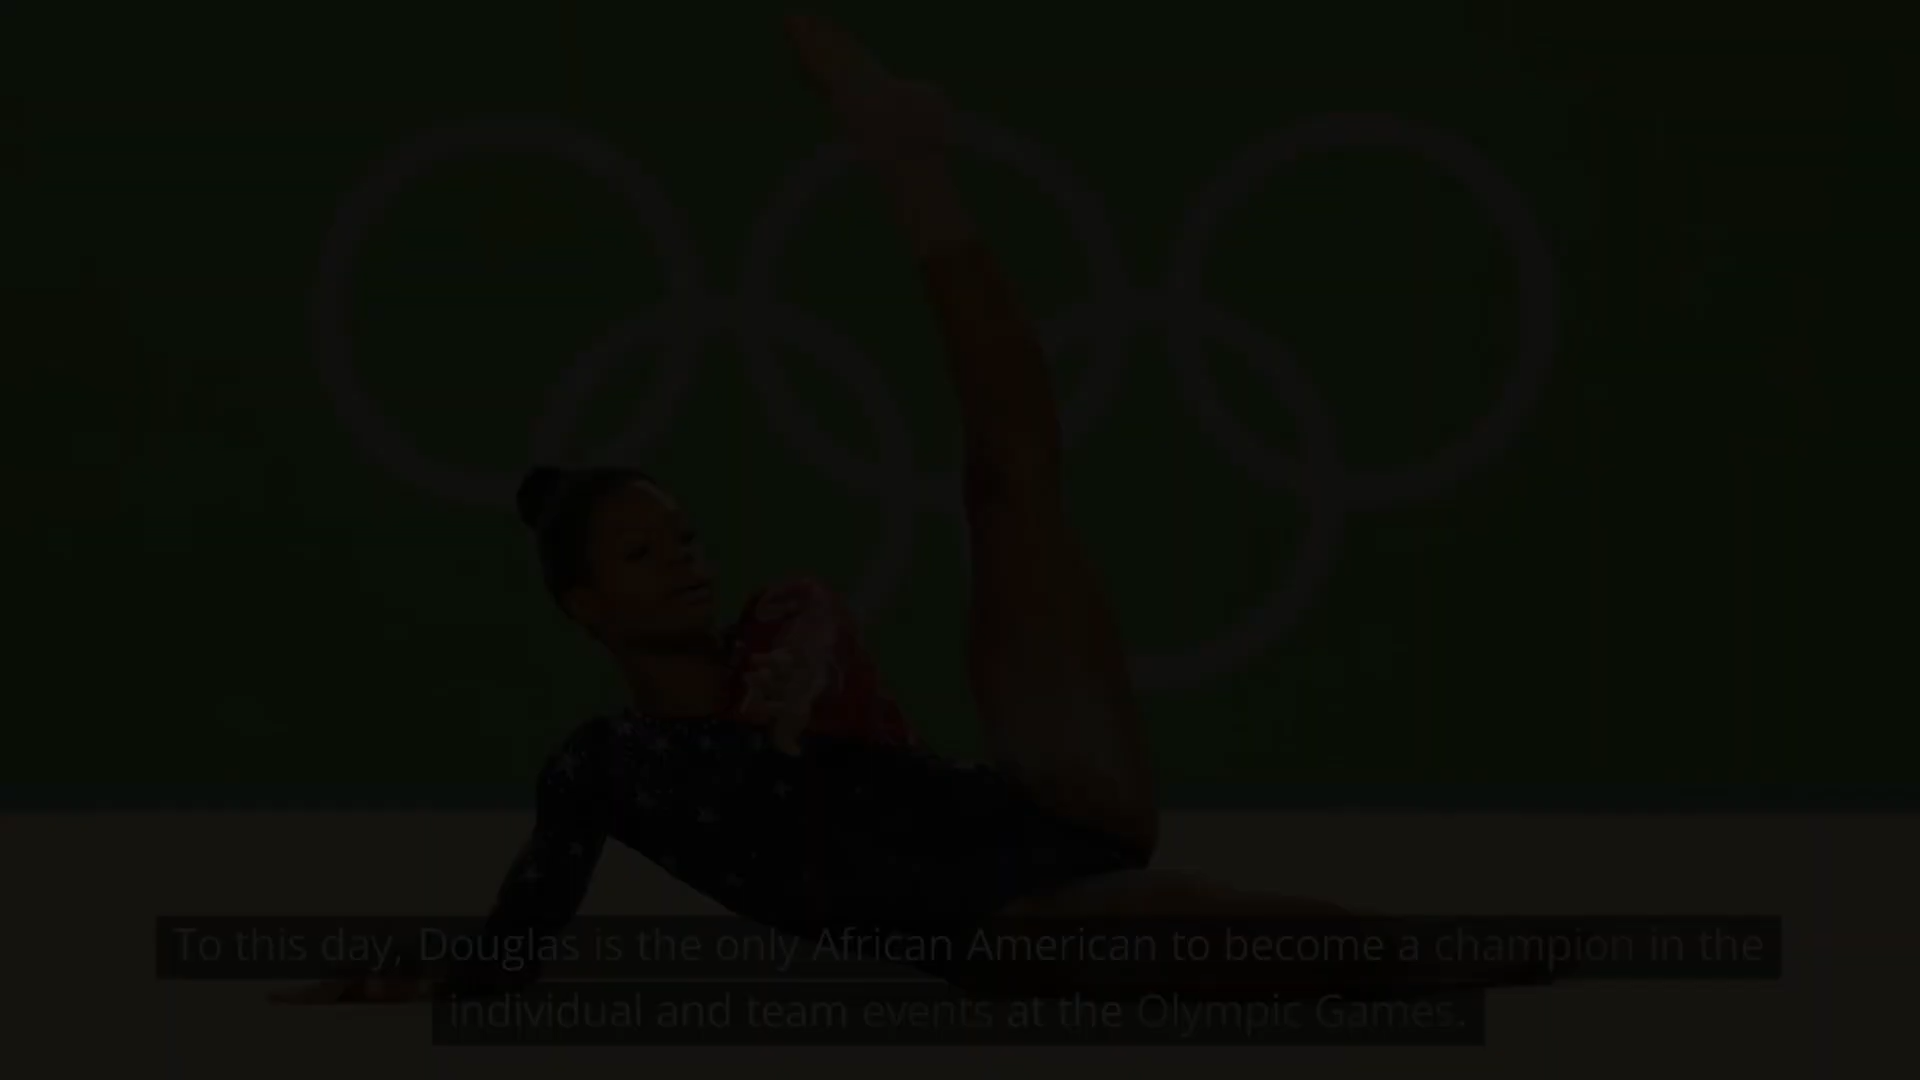 To this day, Douglas is the only African American to become a champion in the
individual and team events at the Olympic Games.